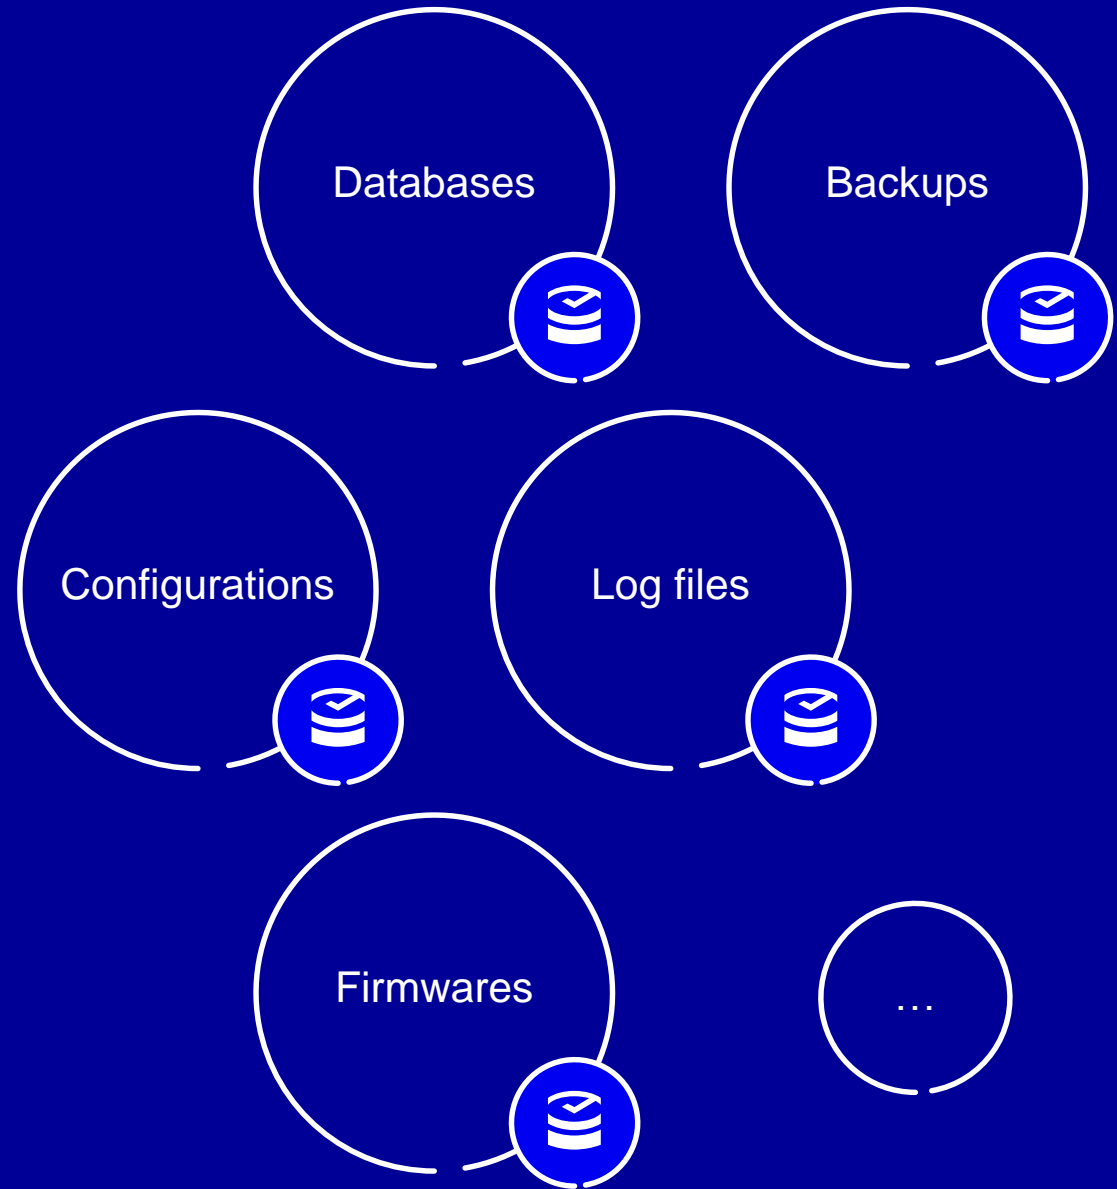 Databases
Backups
Configurations
Log files
Firmwares
…